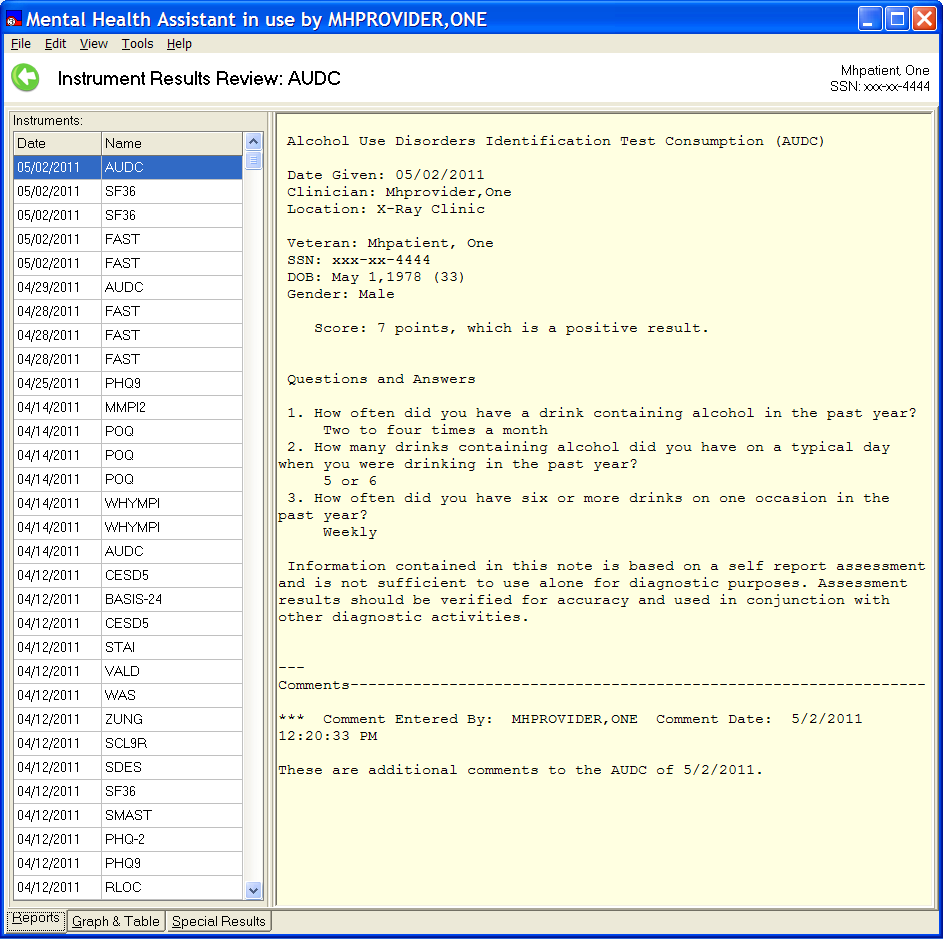 Mental Health Assistant in use by MHPROVIDER,ONE
File Edit View Tools Help
Instrument Results Review: AUDC
Mhpatient, One
SSN: xxx-xx-4444
Instruments:
Date Name
05/02/2011 AUDC
05/02/2011 SF36
05/02/2011 SF36
05/02/2011 FAST
05/02/2011 FAST
04/29/2011 AUDC
04/28/2011 FAST
04/28/2011 FAST
04/28/2011 FAST
04/25/2011 PHQ9
04/14/2011 MMPI2
04/14/2011 POQ
04/14/2011 POQ
04/14/2011 POQ
04/14/2011 WHYMPI
04/14/2011 WHYMPI
04/14/2011 AUDC
04/12/2011 CESD5
04/12/2011 BASIS-24
04/12/2011 CESD5
04/12/2011 STAI
04/12/2011 VALD
04/12/2011 WAS
04/12/2011 ZUNG
04/12/2011 SCL9R
04/12/2011 SDES
04/12/2011 SF36
04/12/2011 SMAST
04/12/2011 PHQ-2
04/12/2011 PHQ9
04/12/2011 RLOC
Alcohol Use Disorders Identification Test Consumption (AUDC)
Date Given: 05/02/2011
Clinician: Mhprovider,One
Location: X-Ray Clinic
Veteran: Mhpatient, One
SSN: xxx-xx-4444
DOB: May 1,1978 (33)
Gender: Male
Score: 7 points, which is a positive result.
Questions and Answers
1. How often did you have a drink containing alcohol in the past year?
Two to four times a month
2. How many drinks containing alcohol did you have on a typical day
when you were drinking in the past year?
5 or 6
3. How often did you have six or more drinks on one occasion in the
past year?
Weekly
Information contained in this note is based on a self report assessment
and is not sufficient to use alone for diagnostic purposes. Assessment
results should be verified for accuracy and used in conjunction with
other diagnostic activities.
---
Comments----------------------------------------------------------------
*** Comment Entered By: MHPROVIDER,ONE Comment Date: 5/2/2011
12:20:33 PM
These are additional comments to the AUDC of 5/2/2011.
Reports Graph & Table Special Results